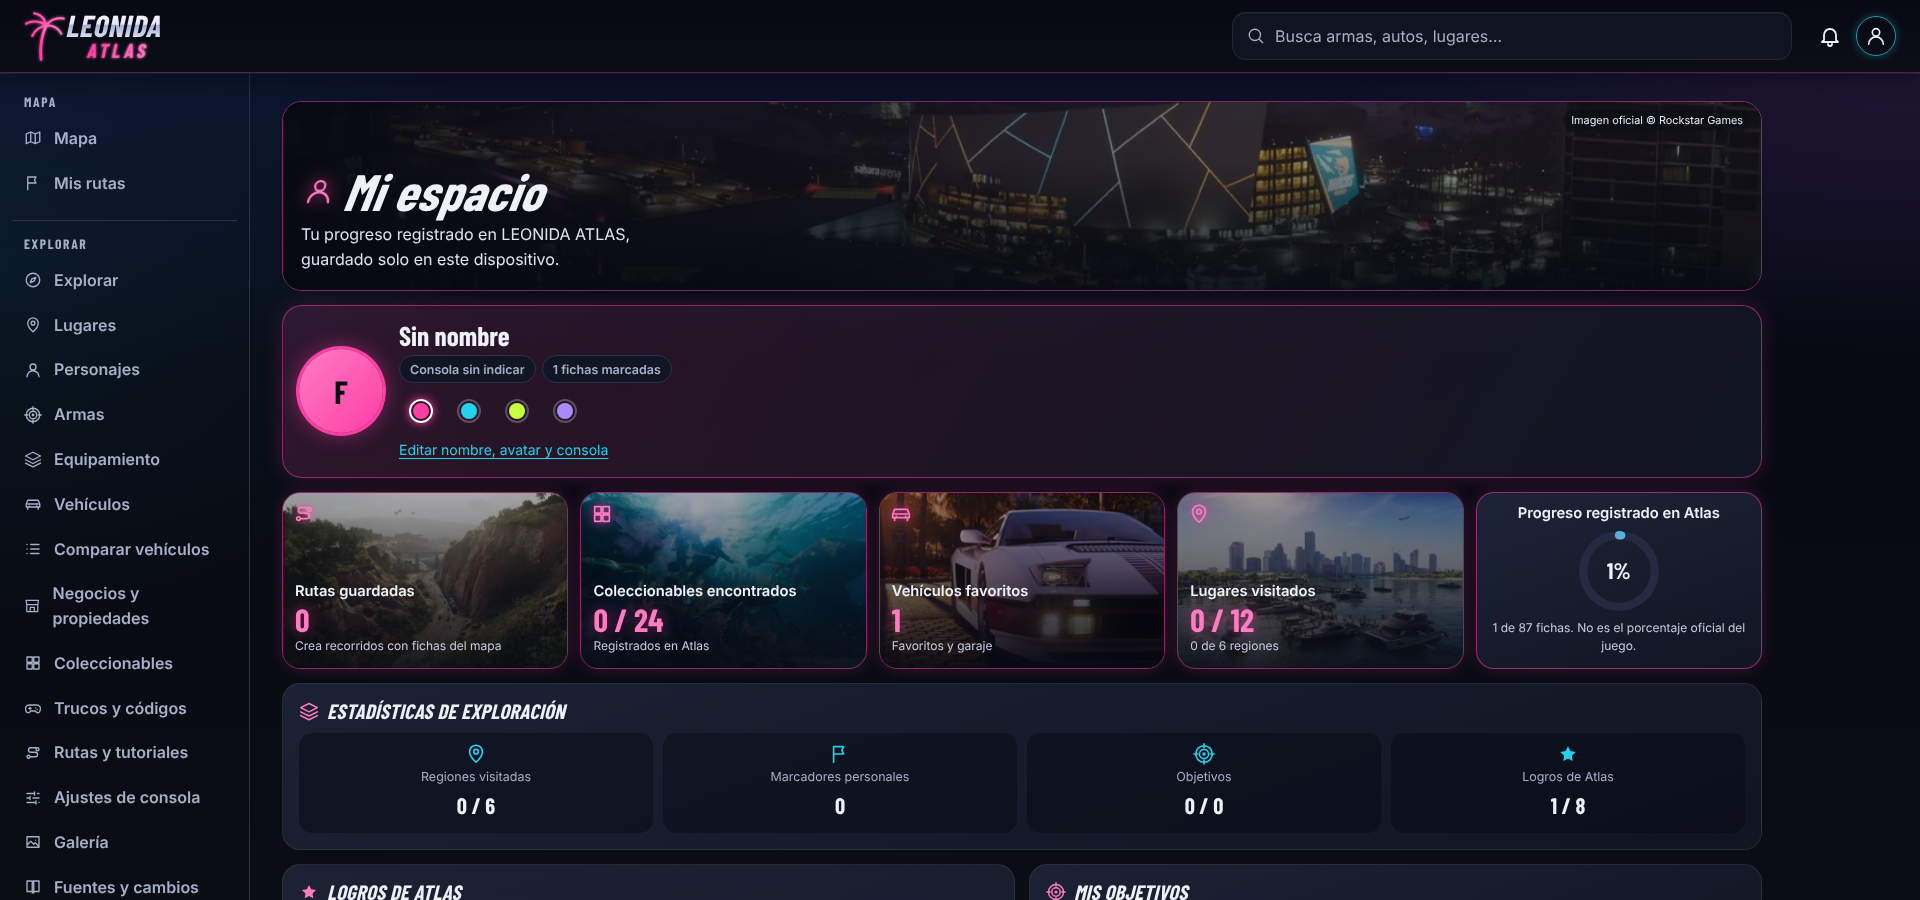 LEONIDA
ATLAS
Busca armas, autos, lugares...
MAPA
Mapa
Mis rutas
EXPLORAR
Explorar
Lugares
Personajes
Armas
Equipamiento
Vehículos
Comparar vehículos
Negocios y
propiedades
Coleccionables
Trucos y códigos
Rutas y tutoriales
Ajustes de consola
Galería
Fuentes y cambios
Imagen oficial © Rockstar Games
Mi espacio
Tu progreso registrado en LEONIDA ATLAS,
guardado solo en este dispositivo.
F
Sin nombre
Consola sin indicar
1 fichas marcadas
Editar nombre, avatar y consola
Rutas guardadas
0
Crea recorridos con fichas del mapa
Coleccionables encontrados
0 / 24
Registrados en Atlas
Vehículos favoritos
1
Favoritos y garaje
Lugares visitados
0 / 12
0 de 6 regiones
Progreso registrado en Atlas
1%
1 de 87 fichas. No es el porcentaje oficial del
juego.
ESTADÍSTICAS DE EXPLORACIÓN
Regiones visitadas
0 / 6
Marcadores personales
0
Objetivos
0 / 0
Logros de Atlas
1 / 8
LOGROS DE ATLAS
MIS OBJETIVOS